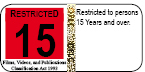 RESTRICTED
15
Films, Videos, and Publications
Classification Act 1993
Restricted to persons
15 Years and over.